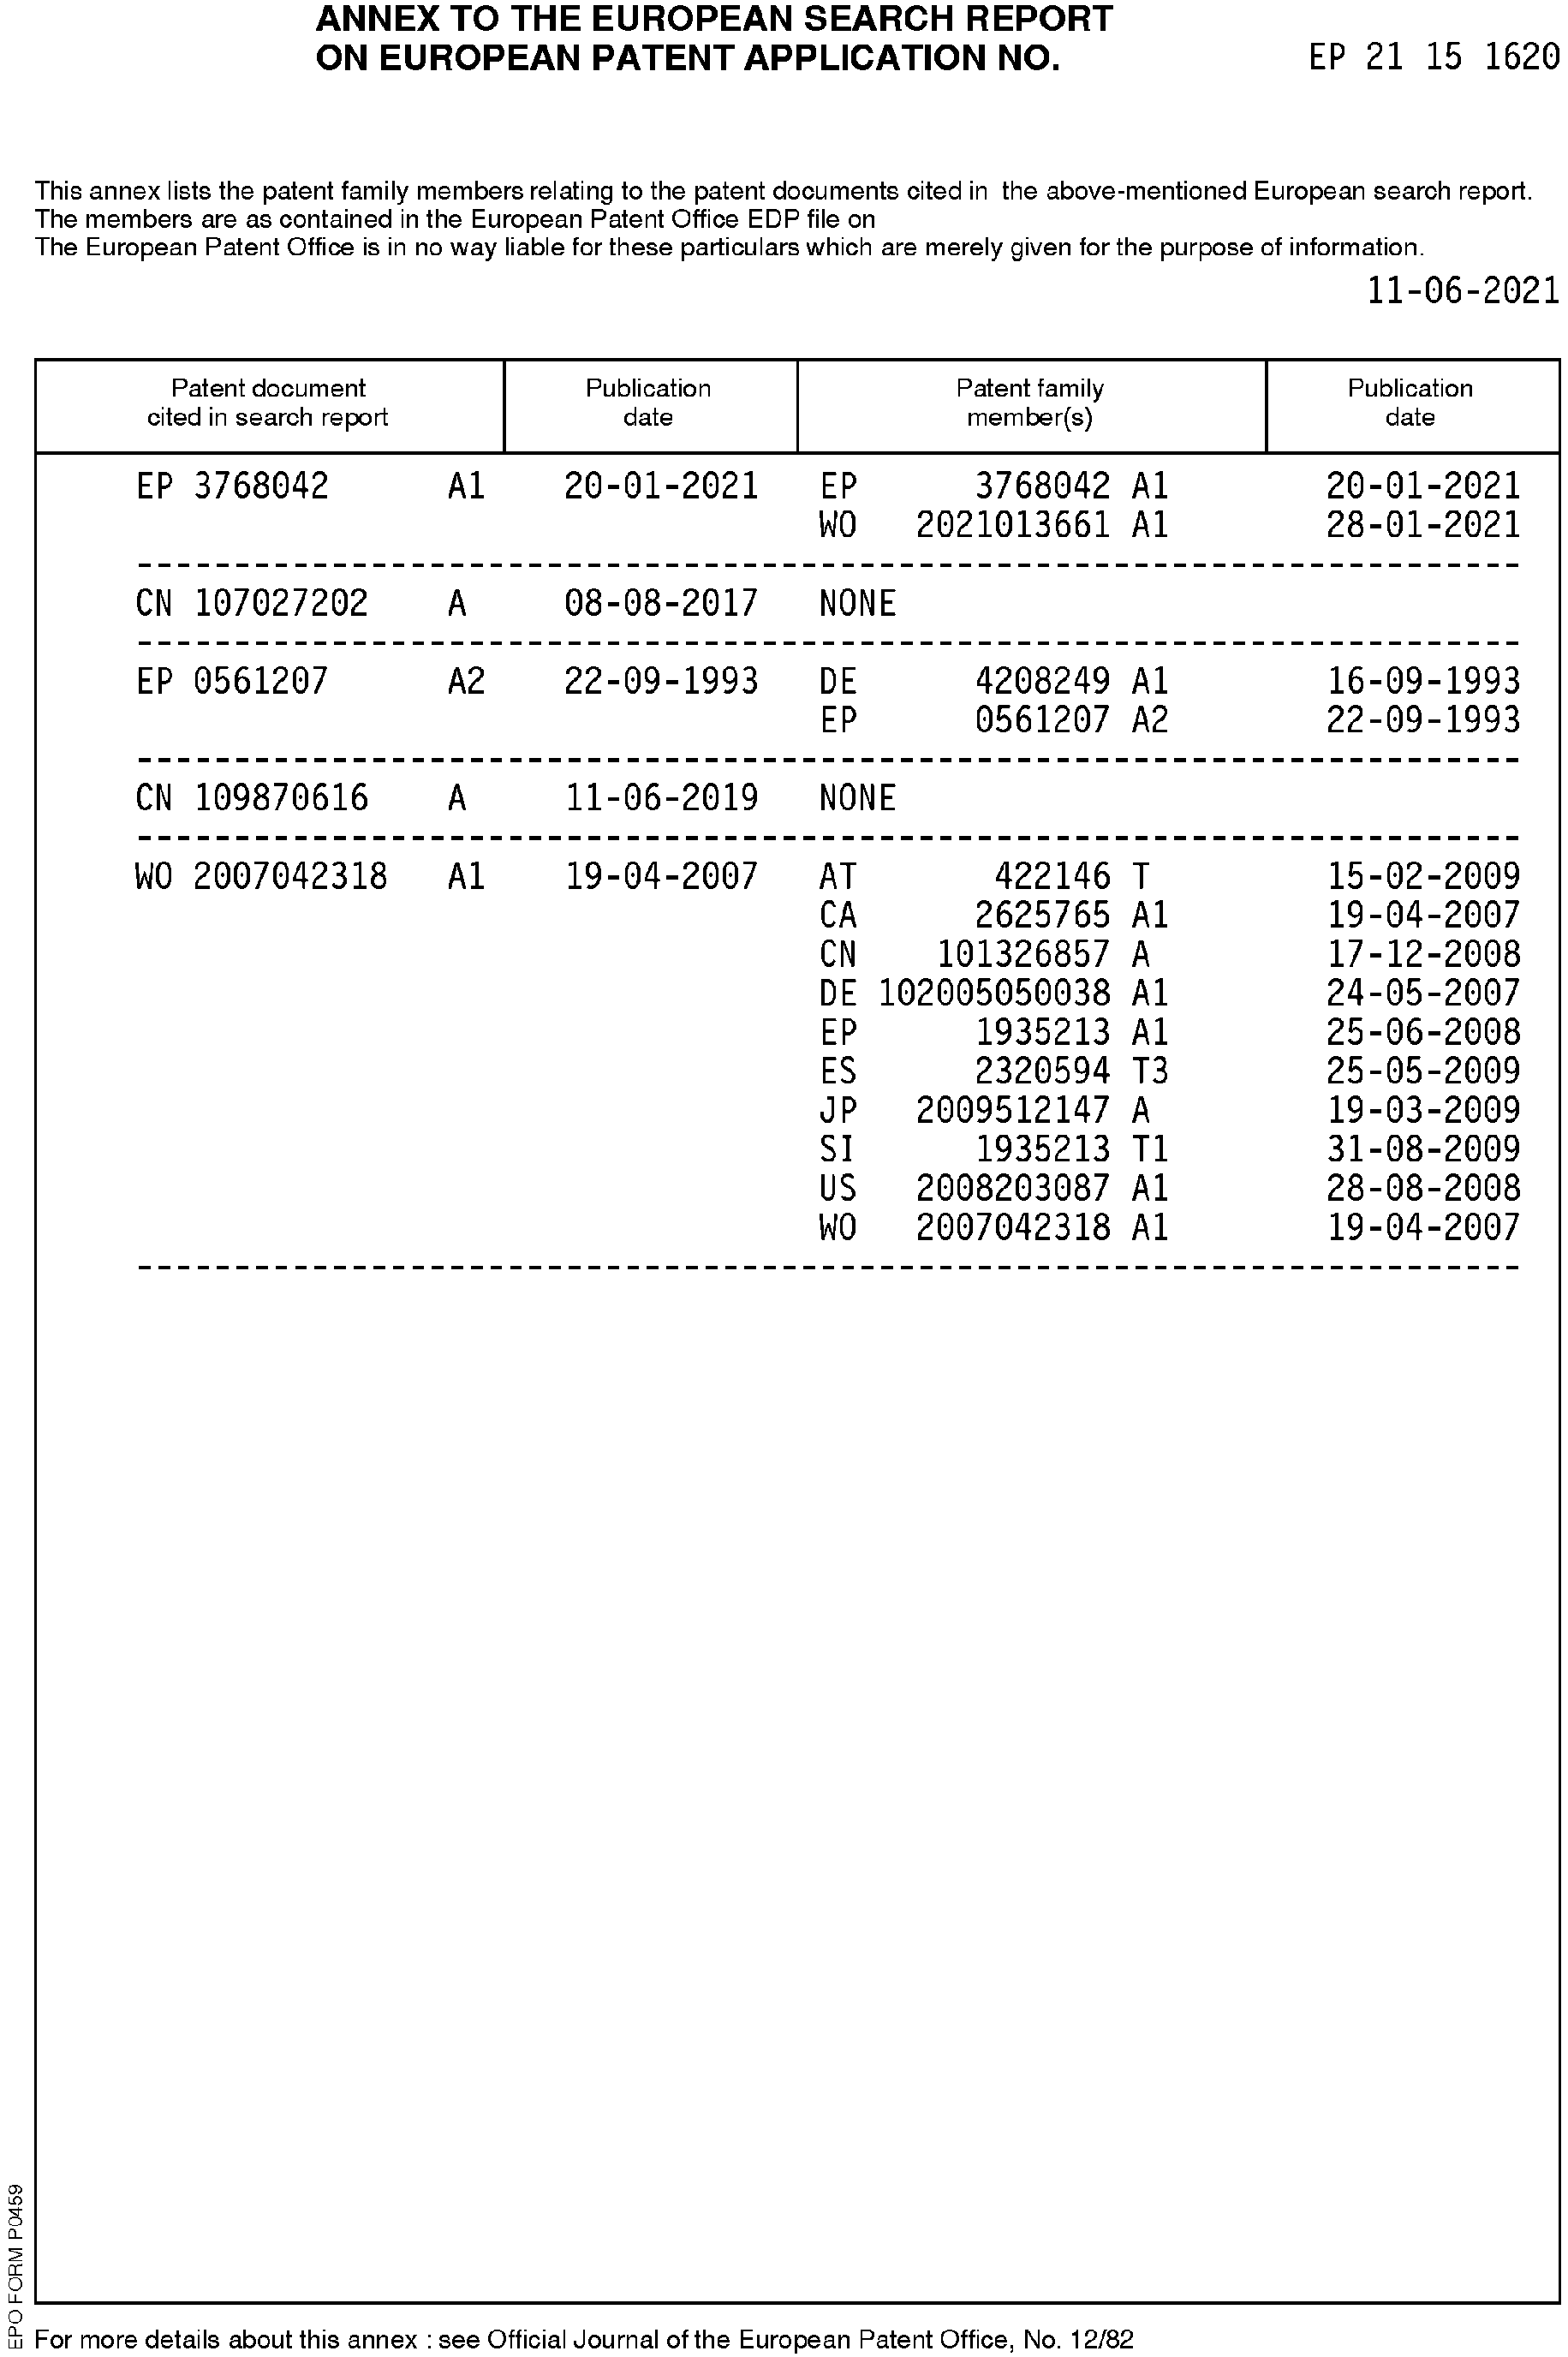 ANNEX TO THE EUROPEAN SEARCH REPORT
ON EUROPEAN PATENT APPLICATION NO. EP 21 15 1620
This annex lists the patent family members relating to the patent documents cited in the above-mentioned European search report.
The members are as contained in the European Patent Office EDP file on
The European Patent Office is in no way liable for these particulars which are merely given for the purpose of information.
11-06-2021
Patent document Publication Patent family Publication
cited in search report date member(s) date
EP 3768042 A1 20-01-2021 EP 3768042 A1 20-01-2021
WO 2021013661 A1 28-01-2021
CN 107027202 A 08-08-2017 NONE
EP 0561207 A2 22-09-1993 DE 4208249 A1 16-09-1993
EP 0561207 A2 22-09-1993
CN 109870616 A 11-06-2019 NONE
WO 2007042318 A1 19-04-2007 AT 422146 T 15-02-2009
CA 2625765 A1 19-04-2007
CN 101326857 A 17-12-2008
DE 102005050038 A1 24-05-2007
EP 1935213 A1 25-06-2008
ES 2320594 T3 25-05-2009
JP 2009512147 A 19-03-2009
SI 1935213 T1 31-08-2009
US 2008203087 A1 28-08-2008
WO 2007042318 A1 19-04-2007
EPO FORM P0459
For more details about this annex : see Official Journal of the European Patent Office, No. 12/82